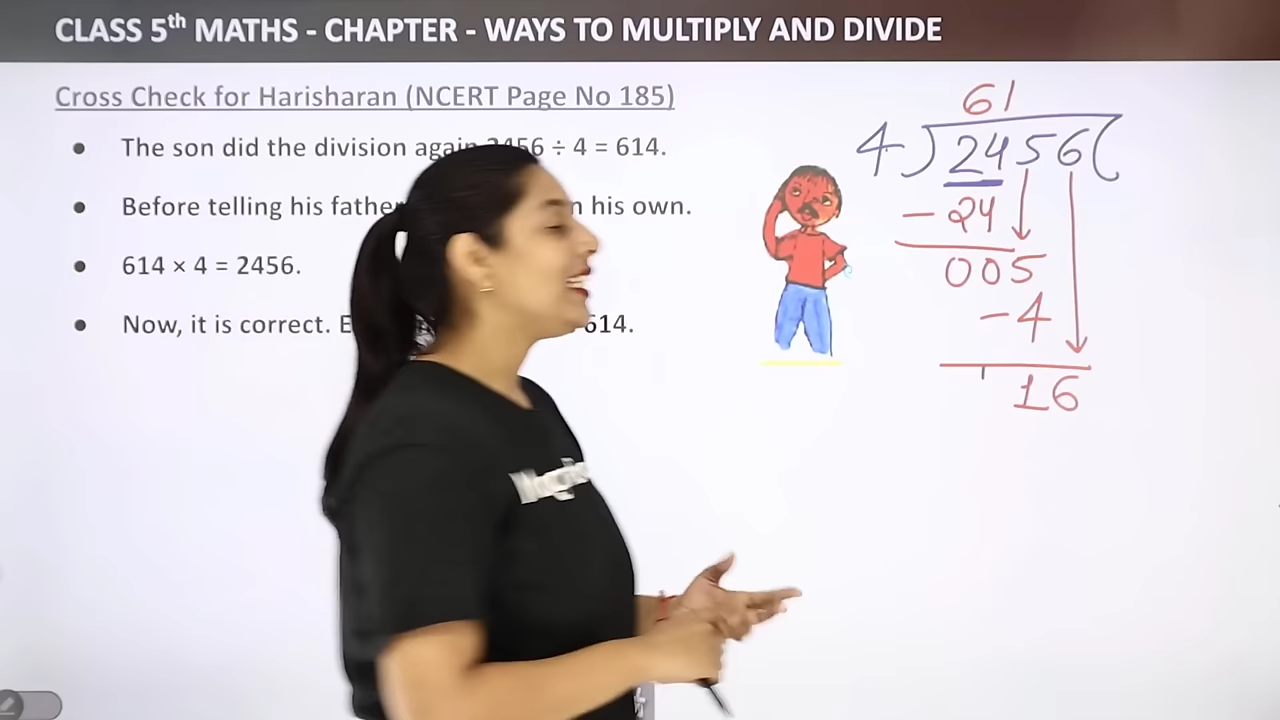 CLASS 5th MATHS - CHAPTER - WAYS TO MULTIPLY AND DIVIDE
Cross Check for Harisharan (NCERT Page No 185)
The son did the division again 2456 ÷ 4 = 614.
Before telling his father his own.
614 × 4 = 2456.
Now, it is correct. 614.
61
4) 2456(
-24
005
-4
16